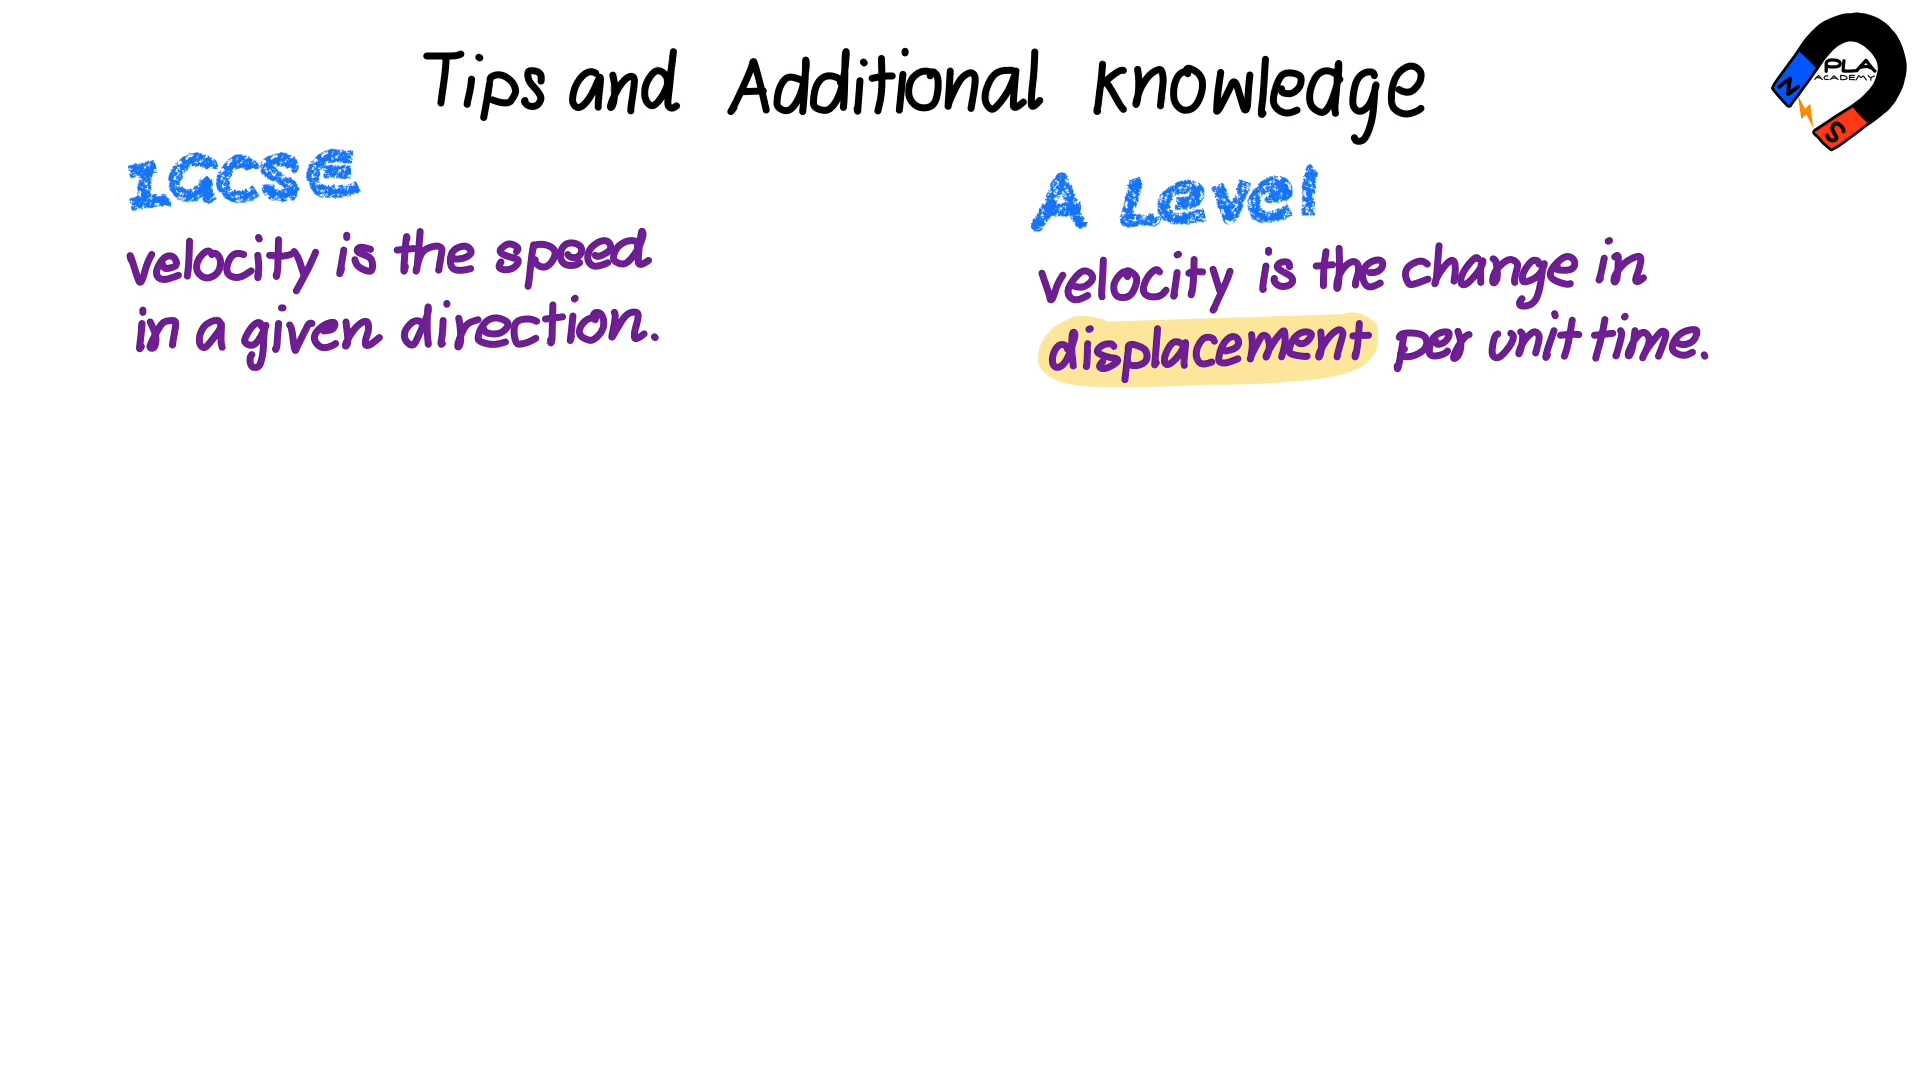 Tips and Additional Knowledge
PLA
ACADEMY
N
S
IGCSE
velocity is the speed
in a given direction.
A Level
velocity is the change in
displacement per unit time.